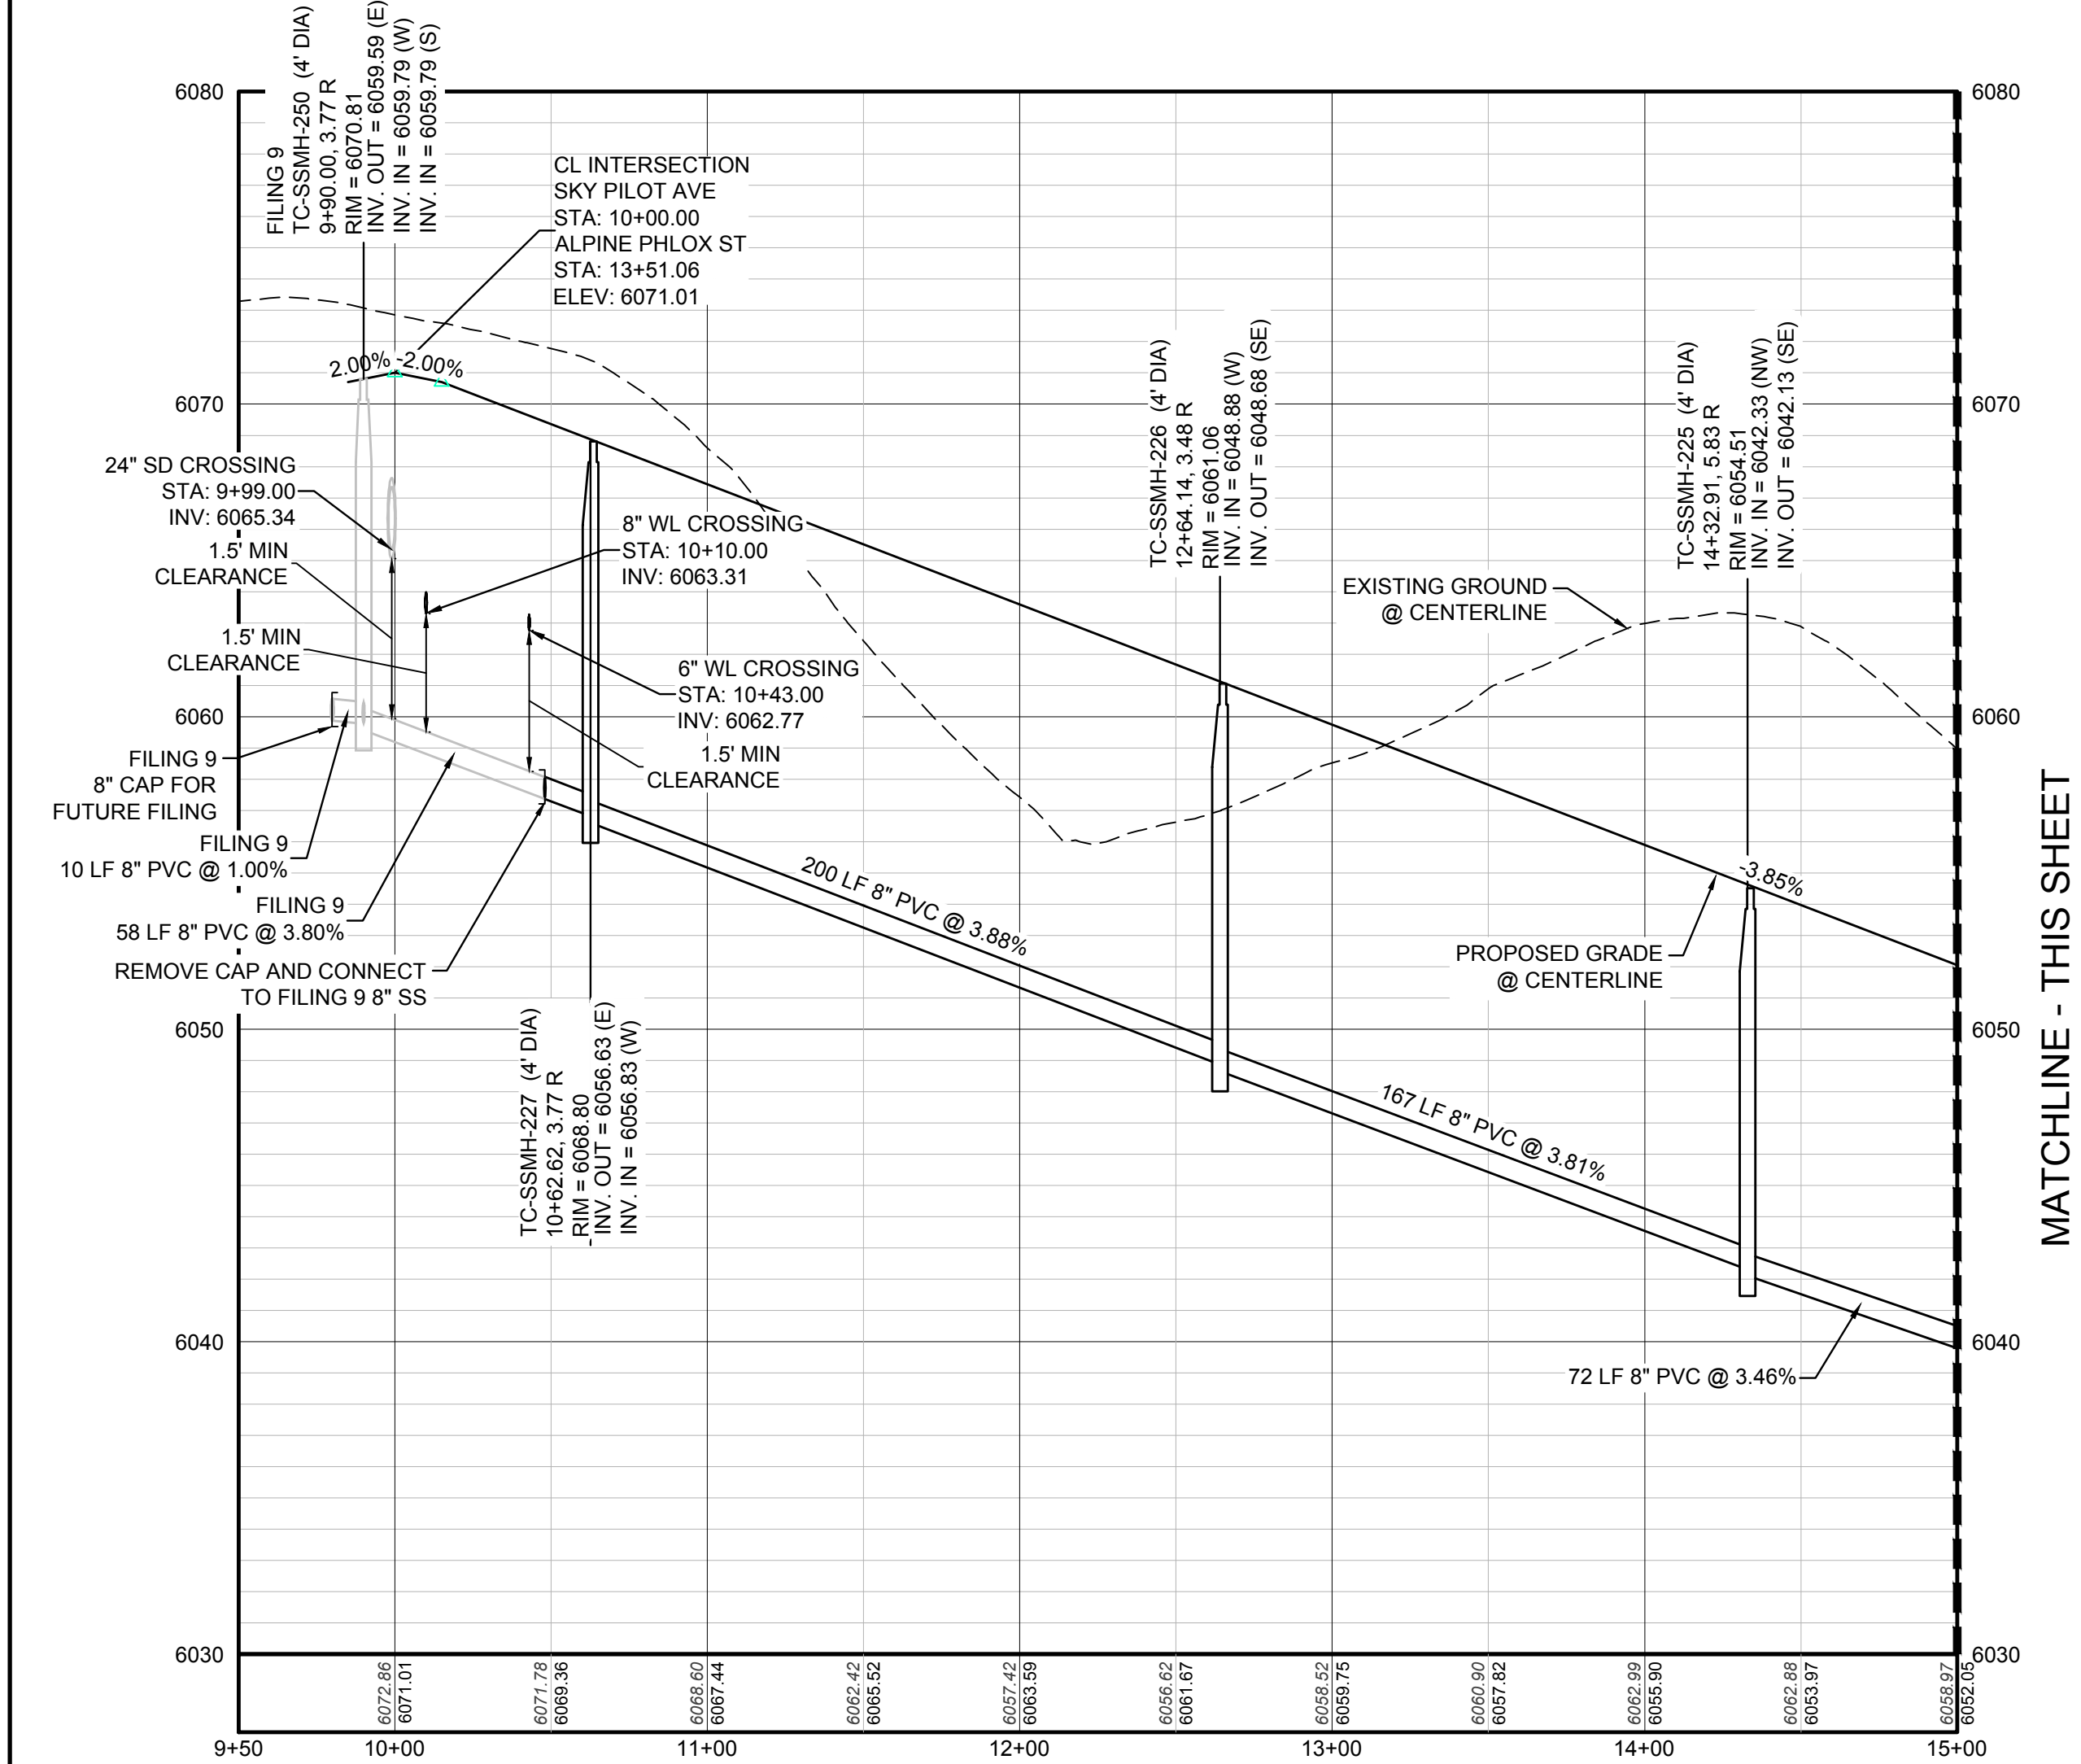 FILING 9
TC-SSMH-250 (4' DIA)
9+90.00, 3.77 R
RIM = 6070.81
INV. OUT = 6059.59 (E)
INV. IN = 6059.79 (W)
INV. IN = 6059.79 (S)
6080
6080
CL INTERSECTION
SKY PILOT AVE
STA: 10+00.00
ALPINE PHLOX ST
STA: 13+51.06
ELEV: 6071.01
2.00%
-2.00%
6070
6070
24" SD CROSSING
STA: 9+99.00
INV: 6065.34
1.5' MIN
CLEARANCE
8" WL CROSSING
STA: 10+10.00
INV: 6063.31
1.5' MIN
CLEARANCE
6" WL CROSSING
STA: 10+43.00
INV: 6062.77
1.5' MIN
CLEARANCE
TC-SSMH-226 (4' DIA)
12+64.14, 3.48 R
RIM = 6061.06
INV. IN = 6048.88 (W)
INV. OUT = 6048.68 (SE)
EXISTING GROUND
@ CENTERLINE
TC-SSMH-225 (4' DIA)
14+32.91, 5.83 R
RIM = 6054.51
INV. IN = 6042.33 (NW)
INV. OUT = 6042.13 (SE)
6060
6060
FILING 9
8" CAP FOR
FUTURE FILING
FILING 9
10 LF 8" PVC @ 1.00%
FILING 9
58 LF 8" PVC @ 3.80%
REMOVE CAP AND CONNECT
TO FILING 9 8" SS
200 LF 8" PVC @ 3.88%
-3.85%
PROPOSED GRADE
@ CENTERLINE
6050
6050
TC-SSMH-227 (4' DIA)
10+62.62, 3.77 R
RIM = 6068.80
INV. OUT = 6056.63 (E)
INV. IN = 6056.83 (W)
167 LF 8" PVC @ 3.81%
6040
6040
72 LF 8" PVC @ 3.46%
MATCHLINE - THIS SHEET
6030
6030
6072.86
6071.01
6071.78
6069.36
6068.60
6067.44
6062.42
6065.52
6057.42
6063.59
6056.62
6061.67
6058.52
6059.75
6060.90
6057.82
6062.99
6055.90
6062.88
6053.97
6058.97
6052.05
9+50
10+00
11+00
12+00
13+00
14+00
15+00